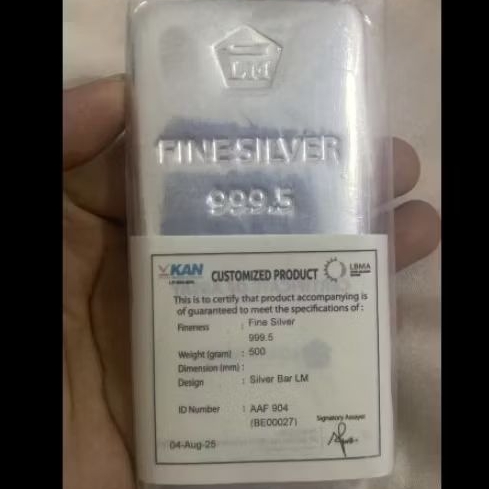 LM
FINE SILVER
999.5
KAN
CUSTOMIZED PRODUCT
LBMA
This is to certify that product accompanying is
of guaranteed to meet the specifications of :
Fineness : Fine Silver
999.5
Weight (gram) : 500
Dimension (mm) :
Design : Silver Bar LM
ID Number : AAF 904
(BE00027)
Signatory Assayer
04-Aug-25